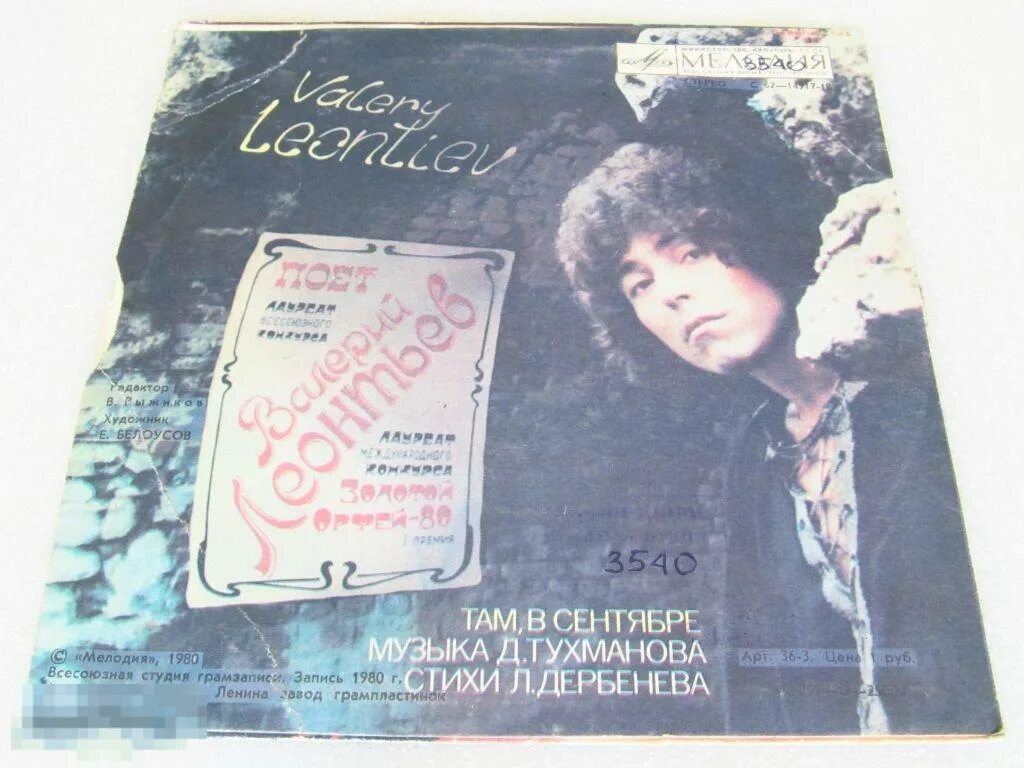 Valery
Leontiev
МЕЛОДИЯ
3540
СТЕРЕО
ПОЕТ
ЛАУРЕАТ
ВСЕСОЮЗНОГО
КОНКУРСА
Валерий
Леонтьев
ЛАУРЕАТ
МЕЖДУНАРОДНОГО
КОНКУРСА
ЗОЛОТОЙ
ОРФЕЙ-80
I ПРЕМИЯ
Редактор
В. Рыжиков
Художник
Е. БЕЛОУСОВ
3540
ТАМ, В СЕНТЯБРЕ
МУЗЫКА Д.ТУХМАНОВА
СТИХИ Л.ДЕРБЕНЕВА
© «Мелодия», 1980
Всесоюзная студия грамзаписи. Запись 1980 г.
Ленина завод грампластинок
Арт. 36-3. Цена 1 руб.